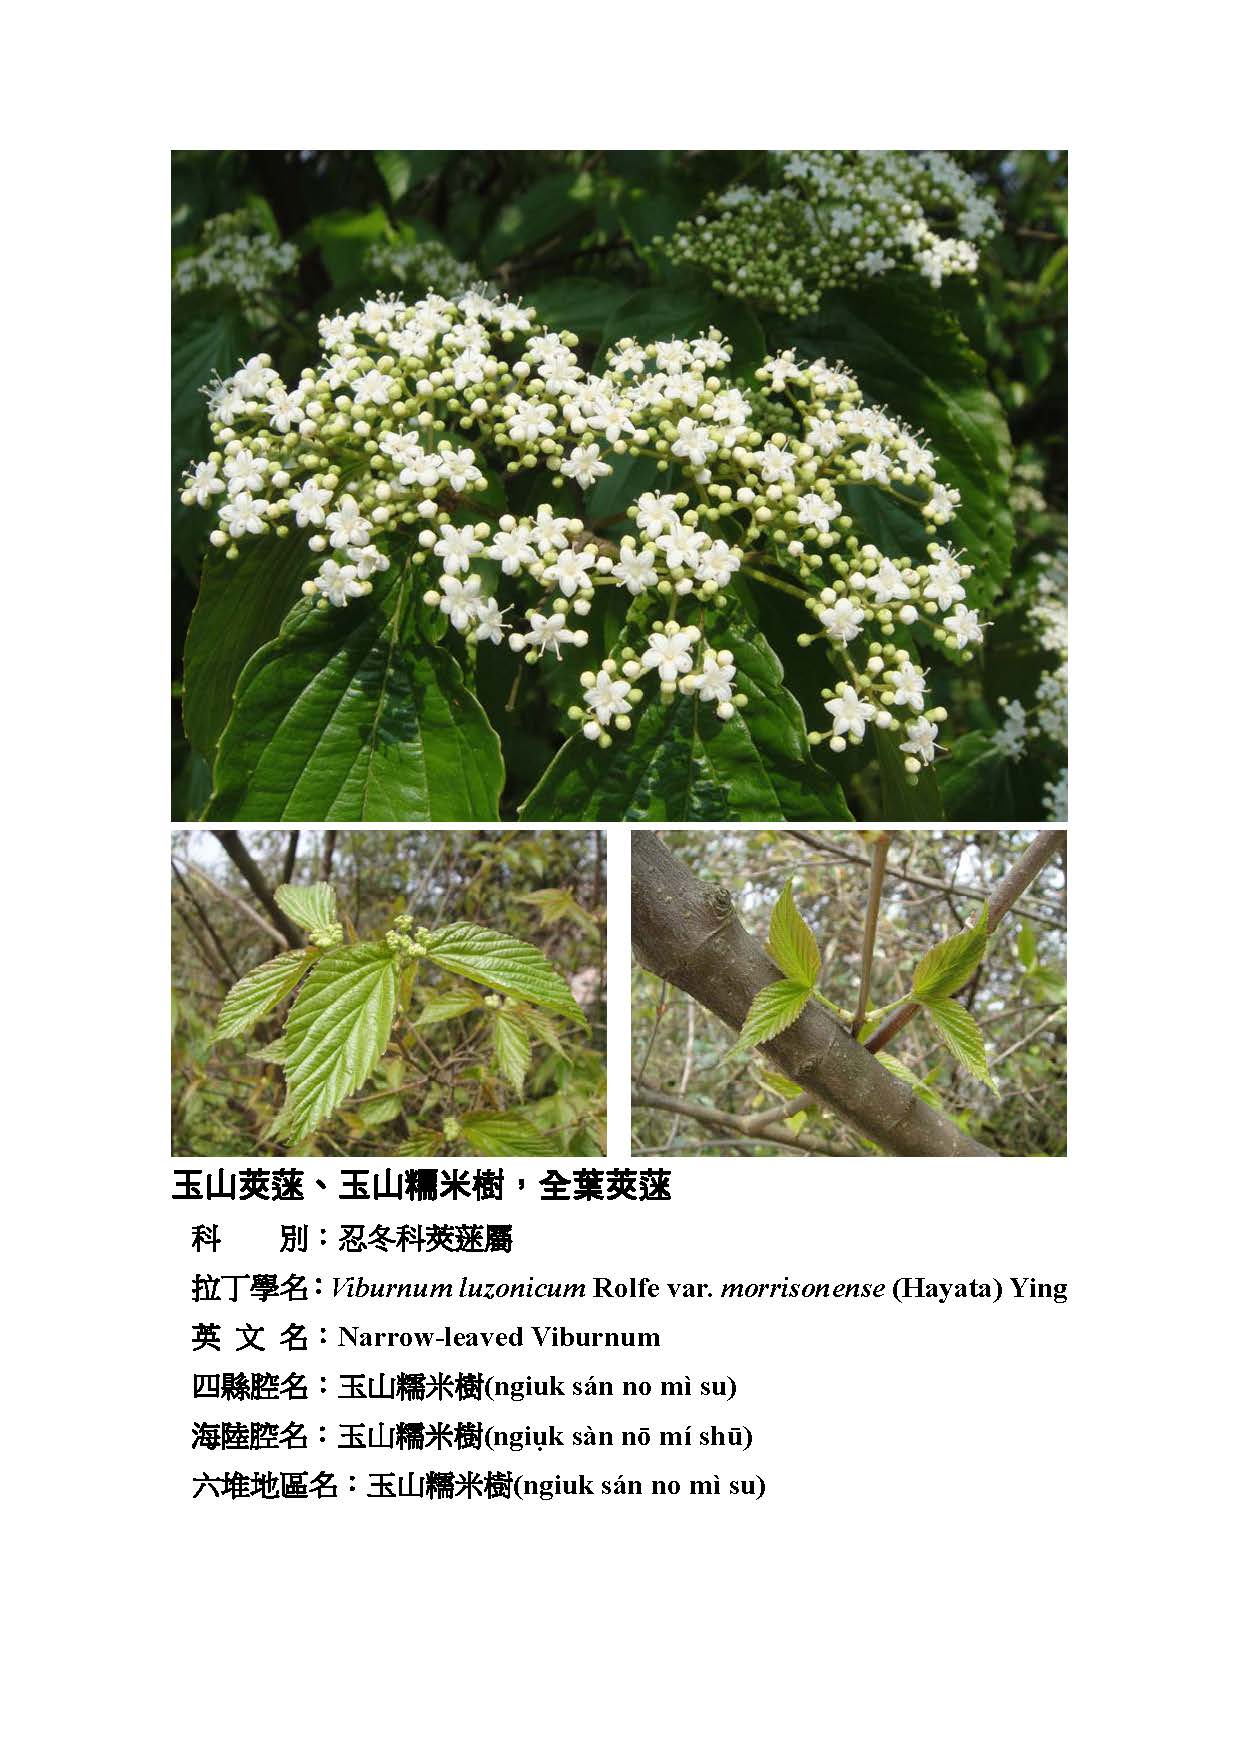 玉山莢蒾、玉山糯米樹，全葉莢蒾
科　　別：忍冬科莢蒾屬
拉丁學名：Viburnum luzonicum Rolfe var. morrisonense (Hayata) Ying
英 文 名：Narrow-leaved Viburnum
四縣腔名：玉山糯米樹(ngiuk sán no mì su)
海陸腔名：玉山糯米樹(ngiu̍k sàn nō mí shū)
六堆地區名：玉山糯米樹(ngiuk sán no mì su)